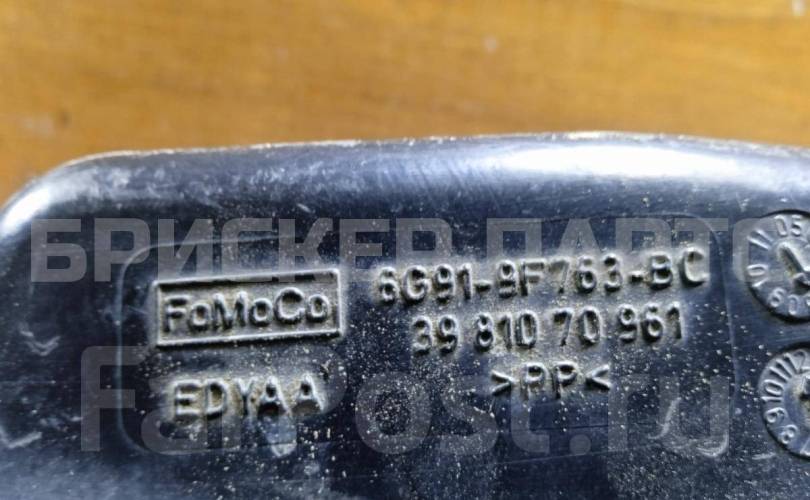 БРИСКЕР ПАРТС
FoMoCo
6G91-9F763-BC
39 810 70 961
EDYAA
>PP<
FarPost.ru